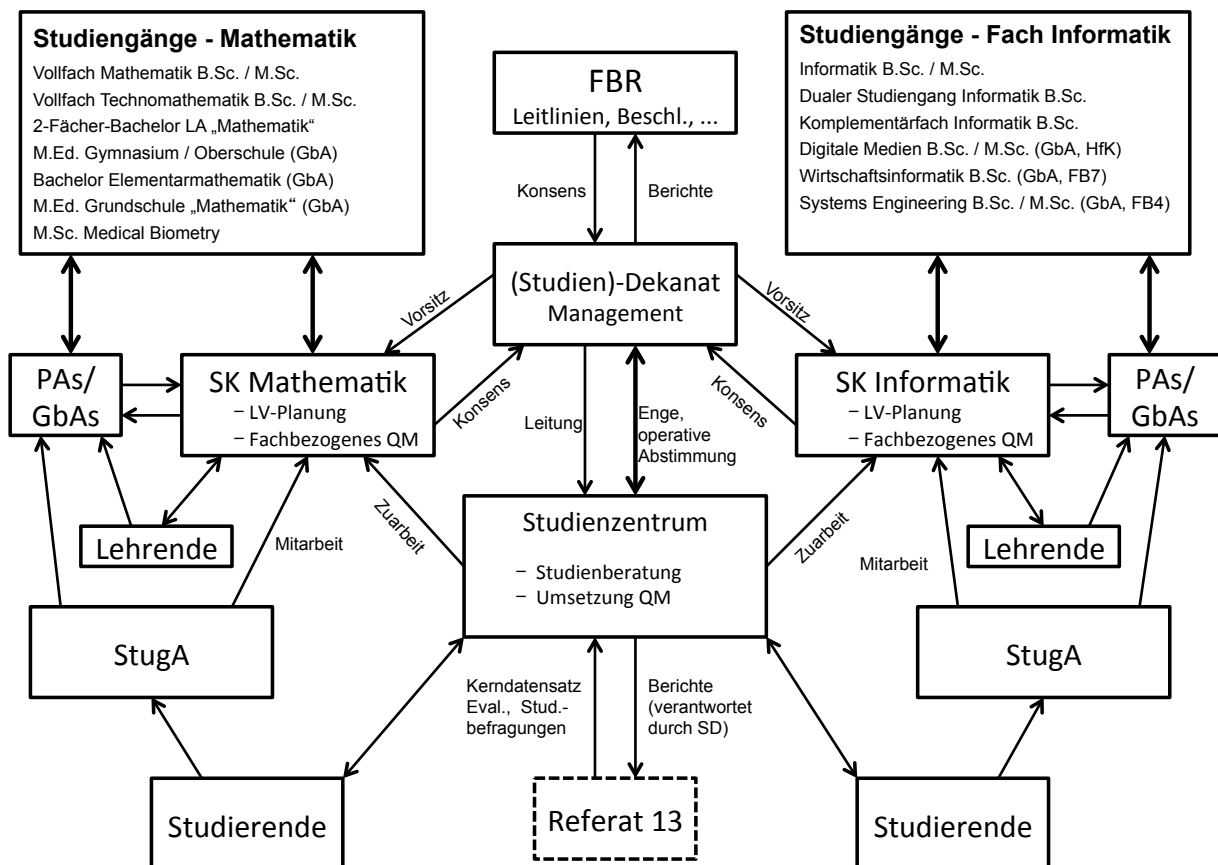 Studiengänge - Mathematik
Vollfach Mathematik B.Sc. / M.Sc.
Vollfach Technomathematik B.Sc. / M.Sc.
2-Fächer-Bachelor LA „Mathematik“
M.Ed. Gymnasium / Oberschule (GbA)
Bachelor Elementarmathematik (GbA)
M.Ed. Grundschule „Mathematik“ (GbA)
M.Sc. Medical Biometry
FBR
Leitlinien, Beschl., ...
Studiengänge - Fach Informatik
Informatik B.Sc. / M.Sc.
Dualer Studiengang Informatik B.Sc.
Komplementärfach Informatik B.Sc.
Digitale Medien B.Sc. / M.Sc. (GbA, HfK)
Wirtschaftsinformatik B.Sc. (GbA, FB7)
Systems Engineering B.Sc. / M.Sc. (GbA, FB4)
Konsens
Berichte
(Studien)-Dekanat
Management
Vorsitz
Vorsitz
PAs/
GbAs
SK Mathematik
– LV-Planung
– Fachbezogenes QM
Konsens
Leitung
Enge,
operative
Abstimmung
Konsens
SK Informatik
– LV-Planung
– Fachbezogenes QM
PAs/
GbAs
Lehrende
Mitarbeit
Zuarbeit
Studienzentrum
– Studienberatung
– Umsetzung QM
Zuarbeit
Mitarbeit
Lehrende
StugA
StugA
Kerndatensatz
Eval., Stud.-
befragungen
Berichte
(verantwortet
durch SD)
Studierende
Referat 13
Studierende